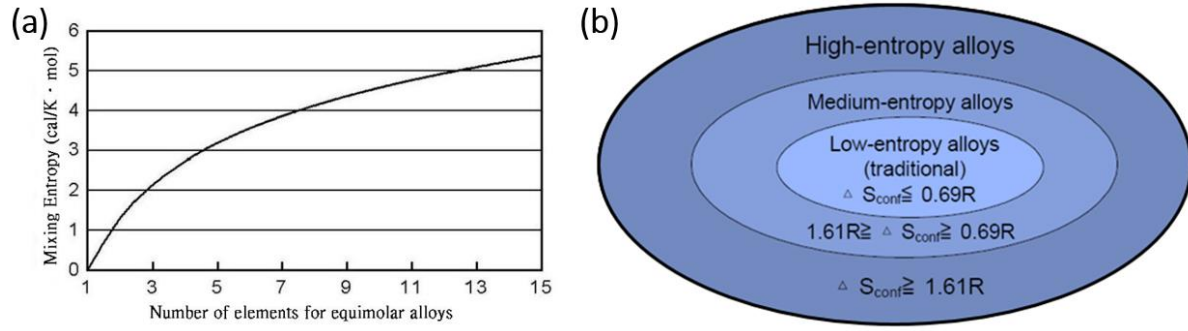 (a)
Mixing Entropy (cal/K · mol)
6
5
4
3
2
1
0
1 3 5 7 9 11 13 15
Number of elements for equimolar alloys
(b)
High-entropy alloys
Medium-entropy alloys
Low-entropy alloys
(traditional)
△ Sconf≦ 0.69R
1.61R≧ △ Sconf≧ 0.69R
△ Sconf≧ 1.61R